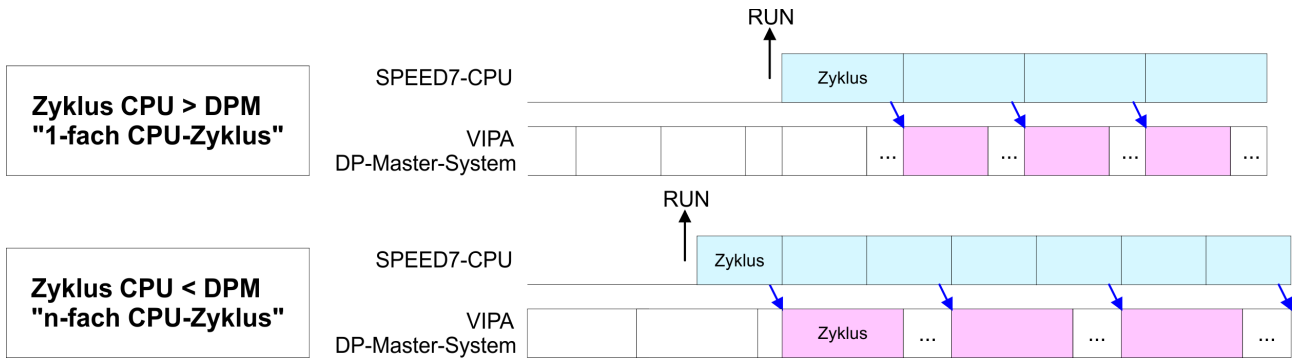 RUN
SPEED7-CPU
Zyklus
Zyklus CPU > DPM
"1-fach CPU-Zyklus"
VIPA
DP-Master-System
... ... ... ...
RUN
SPEED7-CPU
Zyklus
Zyklus CPU < DPM
"n-fach CPU-Zyklus"
VIPA
DP-Master-System
Zyklus
... ... ...